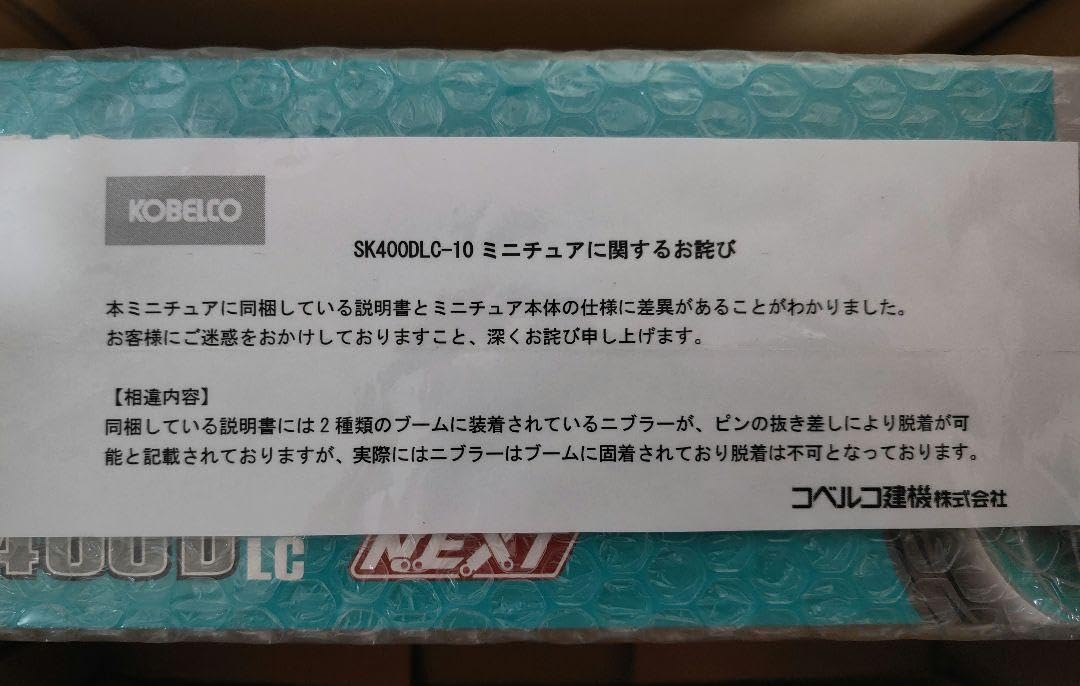 KOBELCO
SK400DLC-10 ミニチュアに関するお詫び
本ミニチュアに同梱している説明書とミニチュア本体の仕様に差異があることがわかりました。
お客様にご迷惑をおかけしておりますこと、深くお詫び申し上げます。
【相違内容】
同梱している説明書には2種類のブームに装着されているニブラーが、ピンの抜き差しにより脱着が可
能と記載されておりますが、実際にはニブラーはブームに固着されており脱着は不可となっております。
コベルコ建機株式会社
400D LC NEXT